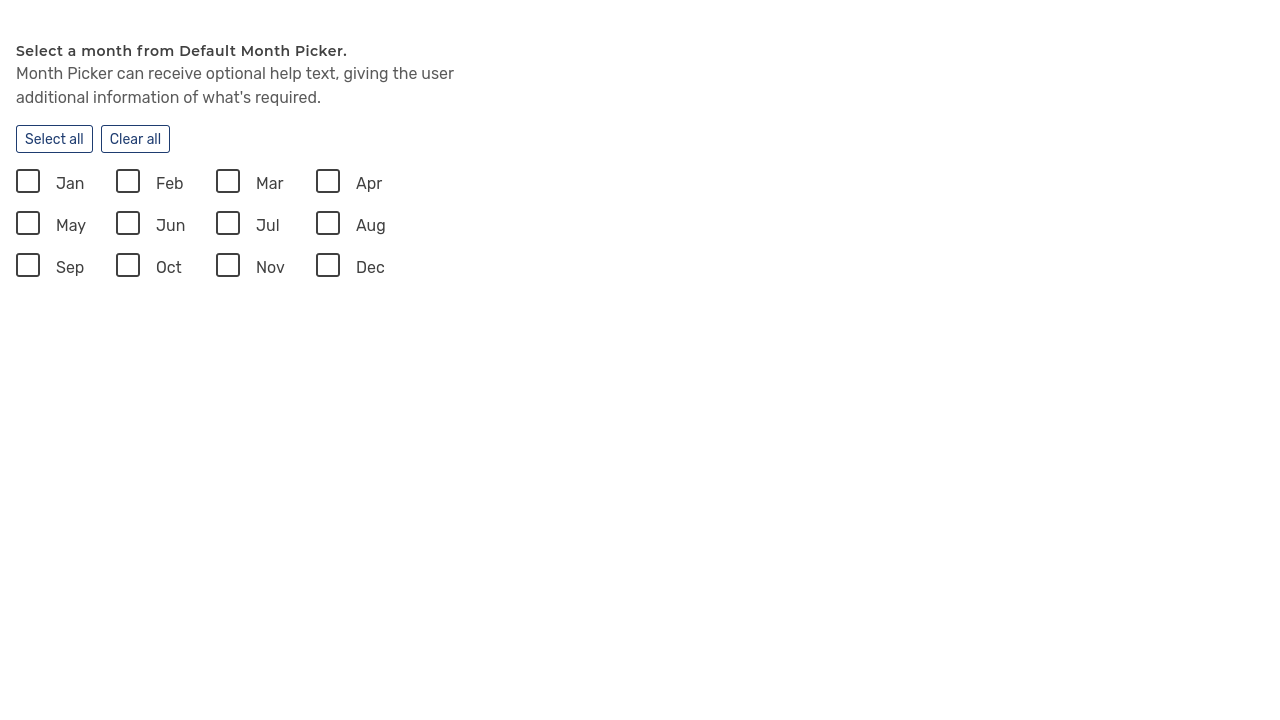 Select a month from Default Month Picker.
Month Picker can receive optional help text, giving the user
additional information of what's required.
Select all Clear all
Jan Feb Mar Apr
May Jun Jul Aug
Sep Oct Nov Dec